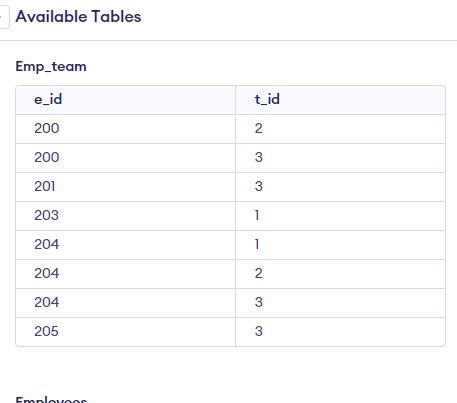 Available Tables
Emp_team
e_id t_id
200 2
200 3
201 3
203 1
204 1
204 2
204 3
205 3
Employees